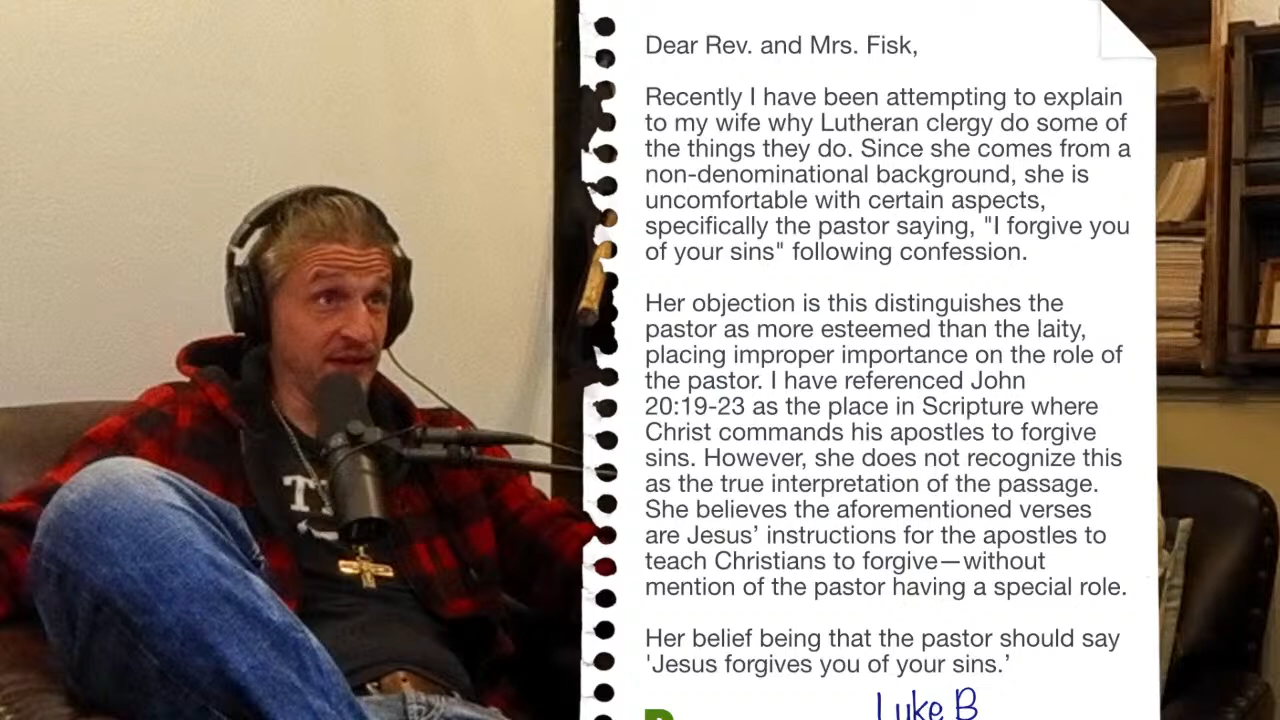 Dear Rev. and Mrs. Fisk,
Recently I have been attempting to explain
to my wife why Lutheran clergy do some of
the things they do. Since she comes from a
non-denominational background, she is
uncomfortable with certain aspects,
specifically the pastor saying, "I forgive you
of your sins" following confession.
Her objection is this distinguishes the
pastor as more esteemed than the laity,
placing improper importance on the role of
the pastor. I have referenced John
20:19-23 as the place in Scripture where
Christ commands his apostles to forgive
sins. However, she does not recognize this
as the true interpretation of the passage.
She believes the aforementioned verses
are Jesus’ instructions for the apostles to
teach Christians to forgive—without
mention of the pastor having a special role.
Her belief being that the pastor should say
'Jesus forgives you of your sins.’
Luke B